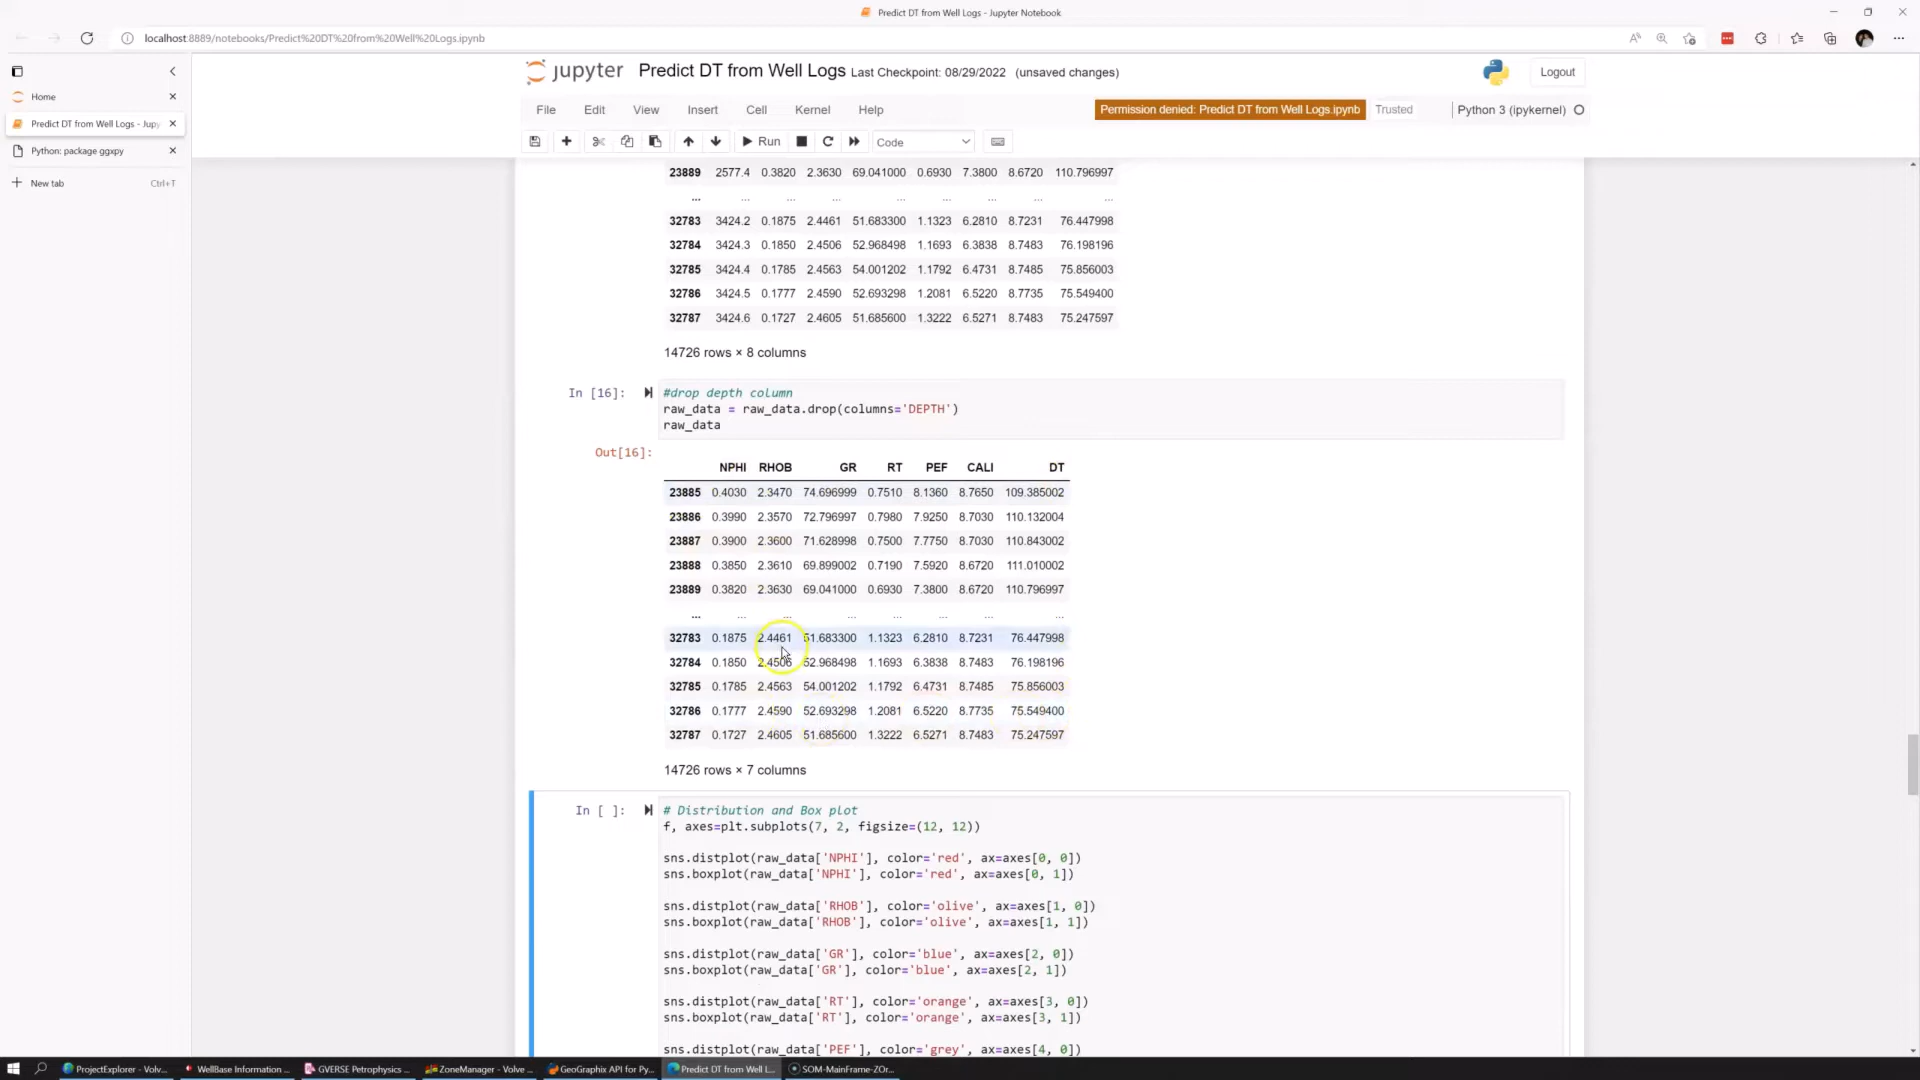 Predict DT from Well Logs - Jupyter Notebook
localhost:8889/notebooks/Predict%20DT%20from%20Well%20Logs.ipynb
Home
Predict DT from Well Logs - Jupy
Python: package ggxpy
New tab Ctrl+T
jupyter Predict DT from Well Logs Last Checkpoint: 08/29/2022 (unsaved changes) Logout
File Edit View Insert Cell Kernel Help Permission denied: Predict DT from Well Logs.ipynb Trusted Python 3 (ipykernel)
Run Code
23889 2577.4 0.3820 2.3630 69.041000 0.6930 7.3800 8.6720 110.796997
... ... ... ... ... ... ... ... ...
32783 3424.2 0.1875 2.4461 51.683300 1.1323 6.2810 8.7231 76.447998
32784 3424.3 0.1850 2.4506 52.968498 1.1693 6.3838 8.7483 76.198196
32785 3424.4 0.1785 2.4563 54.001202 1.1792 6.4731 8.7485 75.856003
32786 3424.5 0.1777 2.4590 52.693298 1.2081 6.5220 8.7735 75.549400
32787 3424.6 0.1727 2.4605 51.685600 1.3222 6.5271 8.7483 75.247597
14726 rows × 8 columns
In [16]: #drop depth column
raw_data = raw_data.drop(columns='DEPTH')
raw_data
Out[16]:
NPHI RHOB GR RT PEF CALI DT
23885 0.4030 2.3470 74.696999 0.7510 8.1360 8.7650 109.385002
23886 0.3990 2.3570 72.796997 0.7980 7.9250 8.7030 110.132004
23887 0.3900 2.3600 71.628998 0.7500 7.7750 8.7030 110.843002
23888 0.3850 2.3610 69.899002 0.7190 7.5920 8.6720 111.010002
23889 0.3820 2.3630 69.041000 0.6930 7.3800 8.6720 110.796997
... ... ... ... ... ... ... ...
32783 0.1875 2.4461 51.683300 1.1323 6.2810 8.7231 76.447998
32784 0.1850 2.4506 52.968498 1.1693 6.3838 8.7483 76.198196
32785 0.1785 2.4563 54.001202 1.1792 6.4731 8.7485 75.856003
32786 0.1777 2.4590 52.693298 1.2081 6.5220 8.7735 75.549400
32787 0.1727 2.4605 51.685600 1.3222 6.5271 8.7483 75.247597
14726 rows × 7 columns
In [ ]: # Distribution and Box plot
f, axes=plt.subplots(7, 2, figsize=(12, 12))
sns.distplot(raw_data['NPHI'], color='red', ax=axes[0, 0])
sns.boxplot(raw_data['NPHI'], color='red', ax=axes[0, 1])
sns.distplot(raw_data['RHOB'], color='olive', ax=axes[1, 0])
sns.boxplot(raw_data['RHOB'], color='olive', ax=axes[1, 1])
sns.distplot(raw_data['GR'], color='blue', ax=axes[2, 0])
sns.boxplot(raw_data['GR'], color='blue', ax=axes[2, 1])
sns.distplot(raw_data['RT'], color='orange', ax=axes[3, 0])
sns.boxplot(raw_data['RT'], color='orange', ax=axes[3, 1])
sns.distplot(raw_data['PEF'], color='grey', ax=axes[4, 0])
ProjectExplorer - Volv... WellBase Information ... GVERSE Petrophysics ... ZoneManager - Volve ... GeoGraphix API for Py... Predict DT from Well L... SOM-MainFrame-ZOr...